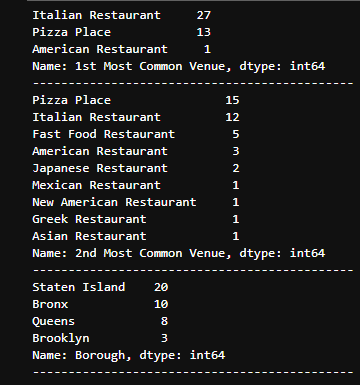 Italian Restaurant     27
Pizza Place            13
American Restaurant     1
Name: 1st Most Common Venue, dtype: int64
---------------------------------------------
Pizza Place                15
Italian Restaurant         12
Fast Food Restaurant        5
American Restaurant         3
Japanese Restaurant         2
Mexican Restaurant          1
New American Restaurant     1
Greek Restaurant            1
Asian Restaurant            1
Name: 2nd Most Common Venue, dtype: int64
---------------------------------------------
Staten Island    20
Bronx            10
Queens            8
Brooklyn          3
Name: Borough, dtype: int64
---------------------------------------------